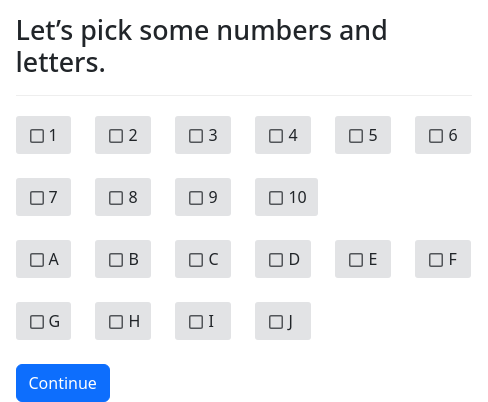 Let’s pick some numbers and
letters.
1 2 3 4 5 6
7 8 9 10
A B C D E F
G H I J
Continue